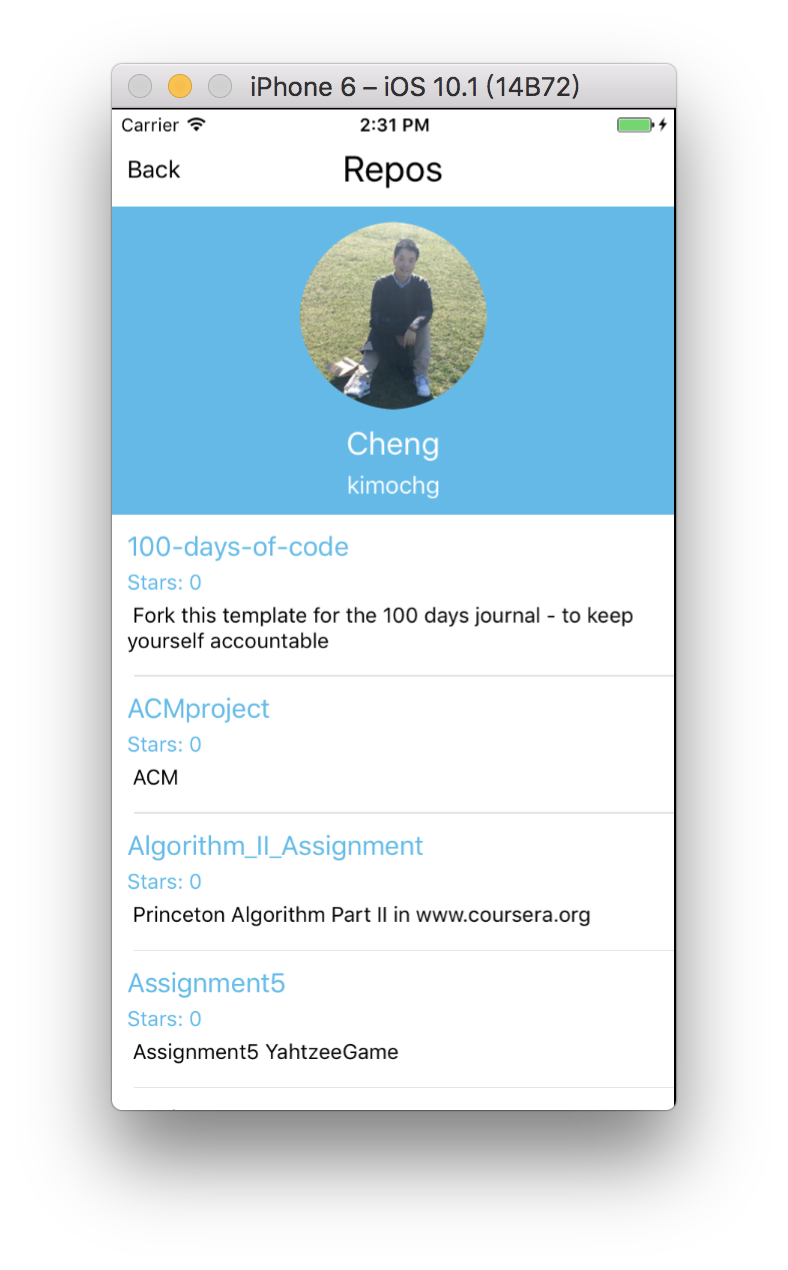 iPhone 6 – iOS 10.1 (14B72)
Carrier 2:31 PM
Back Repos
Cheng
kimochg
100-days-of-code
Stars: 0
Fork this template for the 100 days journal - to keep
yourself accountable
ACMproject
Stars: 0
ACM
Algorithm_II_Assignment
Stars: 0
Princeton Algorithm Part II in www.coursera.org
Assignment5
Stars: 0
Assignment5 YahtzeeGame